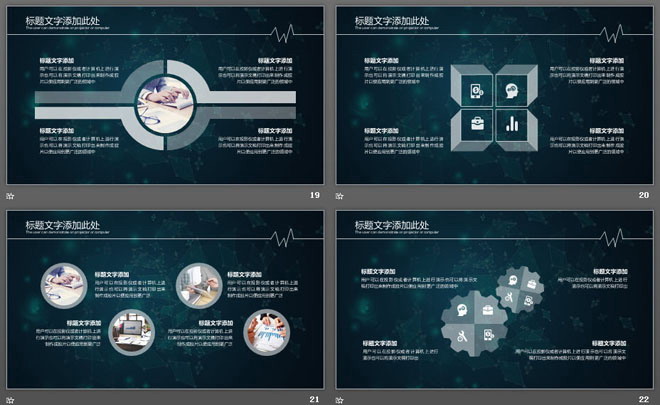 标题文字添加此处
The user can demonstrate on a projector or computer
标题文字添加
用户可以在投影仪或者计算机上进行演
示也可以将演示文稿打印出来制作成胶
片以便应用到更广泛的领域中
标题文字添加
用户可以在投影仪或者计算机上进行演
示也可以将演示文稿打印出来制作成胶
片以便应用到更广泛的领域中
标题文字添加
用户可以在投影仪或者计算机上进行演
示也可以将演示文稿打印出来制作成胶
片以便应用到更广泛的领域中
标题文字添加
用户可以在投影仪或者计算机上进行演
示也可以将演示文稿打印出来制作成胶
片以便应用到更广泛的领域中
19
标题文字添加此处
The user can demonstrate on a projector or computer
标题文字添加
用户可以在投影仪或者计算机上进行演
示也可以将演示文稿打印出来制作成胶
片以便应用到更广泛的领域中
标题文字添加
用户可以在投影仪或者计算机上进行演
示也可以将演示文稿打印出来制作成胶
片以便应用到更广泛的领域中
标题文字添加
用户可以在投影仪或者计算机上进行演
示也可以将演示文稿打印出来制作成胶
片以便应用到更广泛的领域中
标题文字添加
用户可以在投影仪或者计算机上进行演
示也可以将演示文稿打印出来制作成胶
片以便应用到更广泛的领域中
20
标题文字添加此处
The user can demonstrate on a projector or computer
标题文字添加
用户可以在投影仪或者计算机上进
行演示也可以将演示文稿打印出来
制作成胶片以便应用到更广泛
标题文字添加
用户可以在投影仪或者计算机上进
行演示也可以将演示文稿打印出来
制作成胶片以便应用到更广泛
标题文字添加
用户可以在投影仪或者计算机上进
行演示也可以将演示文稿打印出来
制作成胶片以便应用到更广泛
标题文字添加
用户可以在投影仪或者计算机上进
行演示也可以将演示文稿打印出来
制作成胶片以便应用到更广泛
21
标题文字添加此处
The user can demonstrate on a projector or computer
标题文字添加
用户可以在投影仪或者计算机上进行演示也可以将演示文
稿打印出来制作成胶片以便应用到更广泛的领域中
标题文字添加
用户可以在投影仪或者计算机上进行
演示也可以将演示文稿打印出
标题文字添加
用户可以在投影仪或者计算机上进行
演示也可以将演示文稿打印出
标题文字添加
用户可以在投影仪或者计算机上进行演示也可以将演示文
稿打印出来制作成胶片以便应用到更广泛的领域中
22